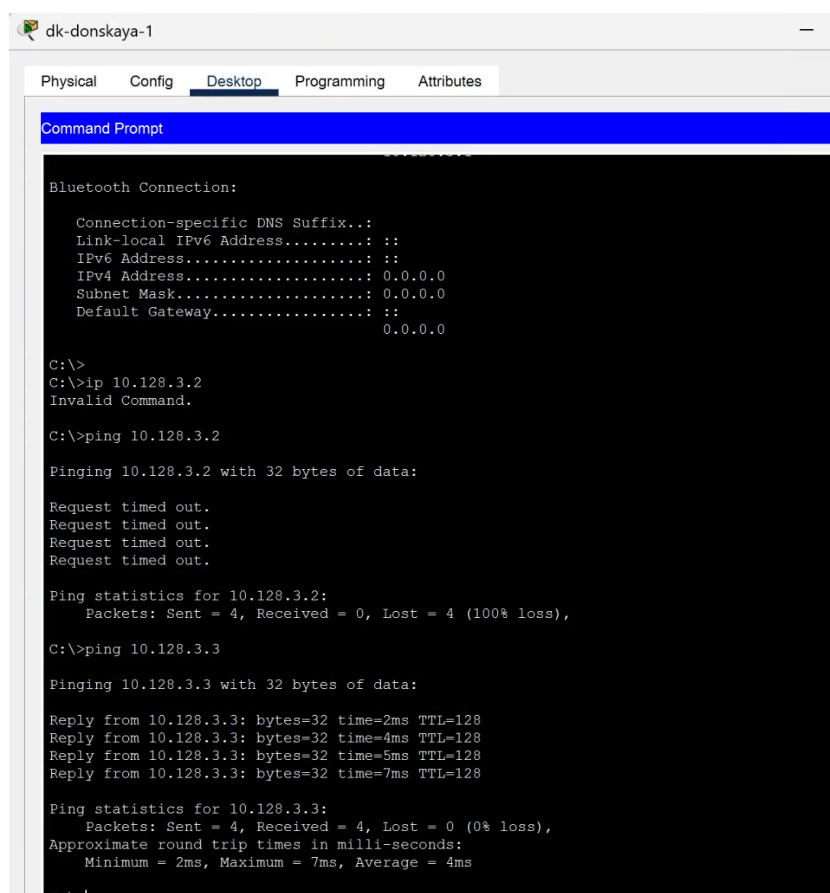 dk-donskaya-1
Physical Config Desktop Programming Attributes
Command Prompt
Bluetooth Connection:
Connection-specific DNS Suffix..:
Link-local IPv6 Address.........: ::
IPv6 Address....................: ::
IPv4 Address....................: 0.0.0.0
Subnet Mask.....................: 0.0.0.0
Default Gateway.................: ::
0.0.0.0
C:\>
C:\>ip 10.128.3.2
Invalid Command.
C:\>ping 10.128.3.2
Pinging 10.128.3.2 with 32 bytes of data:
Request timed out.
Request timed out.
Request timed out.
Request timed out.
Ping statistics for 10.128.3.2:
Packets: Sent = 4, Received = 0, Lost = 4 (100% loss),
C:\>ping 10.128.3.3
Pinging 10.128.3.3 with 32 bytes of data:
Reply from 10.128.3.3: bytes=32 time=2ms TTL=128
Reply from 10.128.3.3: bytes=32 time=4ms TTL=128
Reply from 10.128.3.3: bytes=32 time=5ms TTL=128
Reply from 10.128.3.3: bytes=32 time=7ms TTL=128
Ping statistics for 10.128.3.3:
Packets: Sent = 4, Received = 4, Lost = 0 (0% loss),
Approximate round trip times in milli-seconds:
Minimum = 2ms, Maximum = 7ms, Average = 4ms